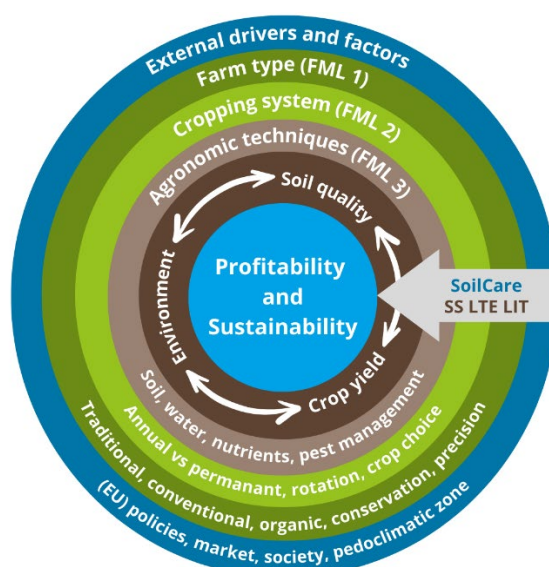 External drivers and factors
Farm type (FML 1)
Cropping system (FML 2)
Agronomic techniques (FML 3)
Soil quality
Environment
Crop yield
Profitability
and
Sustainability
SoilCare
SS LTE LIT
Soil, water, nutrients, pest management
Annual vs permanant, rotation, crop choice
Traditional, conventional, organic, conservation, precision
(EU) policies, market, society, pedoclimatic zone